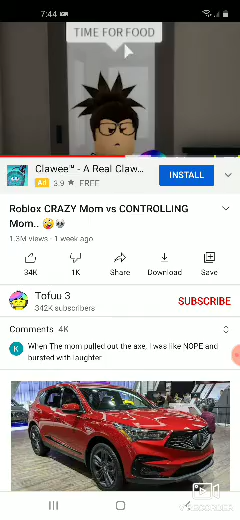 7:44
TIME FOR FOOD
Clawee™ - A Real Claw...
Ad 3.9 ★ FREE
INSTALL
Roblox CRAZY Mom vs CONTROLLING
Mom.. 🤪💀
1.3M views · 1 week ago
34K
1K
Share
Download
Save
Tofuu 3
342K subscribers
SUBSCRIBE
Comments 4K
K
When The mom pulled out the axe, I was like NOPE and
bursted with laughter